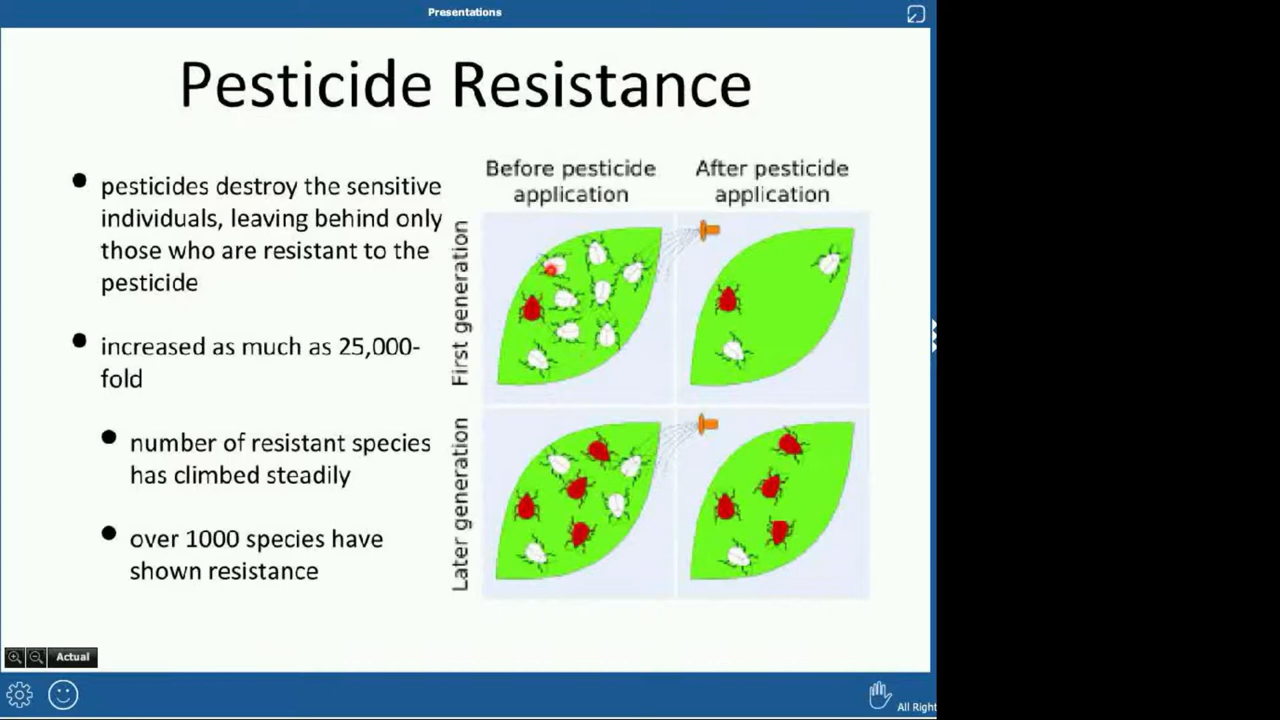 Presentations
Pesticide Resistance
• pesticides destroy the sensitive
individuals, leaving behind only
those who are resistant to the
pesticide
• increased as much as 25,000-
fold
• number of resistant species
has climbed steadily
• over 1000 species have
shown resistance
Before pesticide
application
After pesticide
application
First generation
Later generation
Actual
All Right